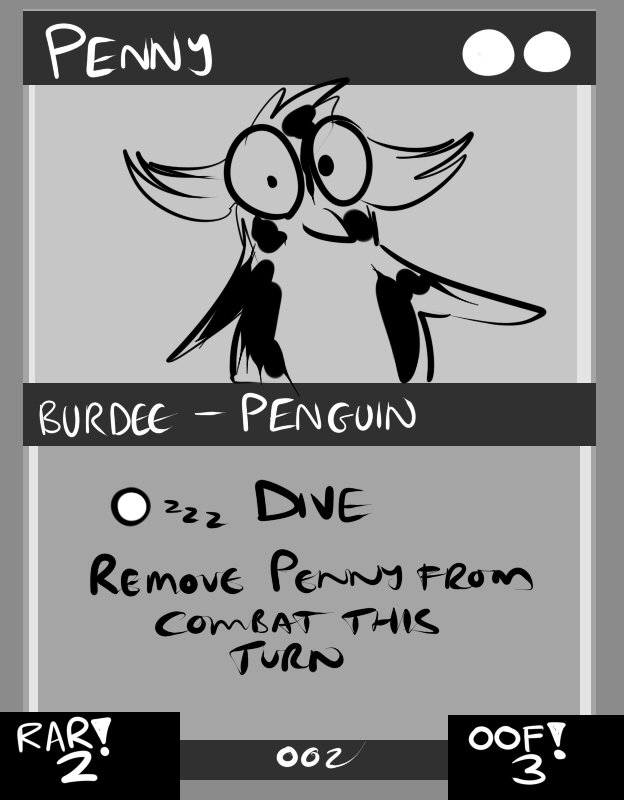 PENNY
BURDEE - PENGUIN
zzz DIVE
REMOVE PENNY FROM
COMBAT THIS
TURN
RAR!
2
002
OOF!
3